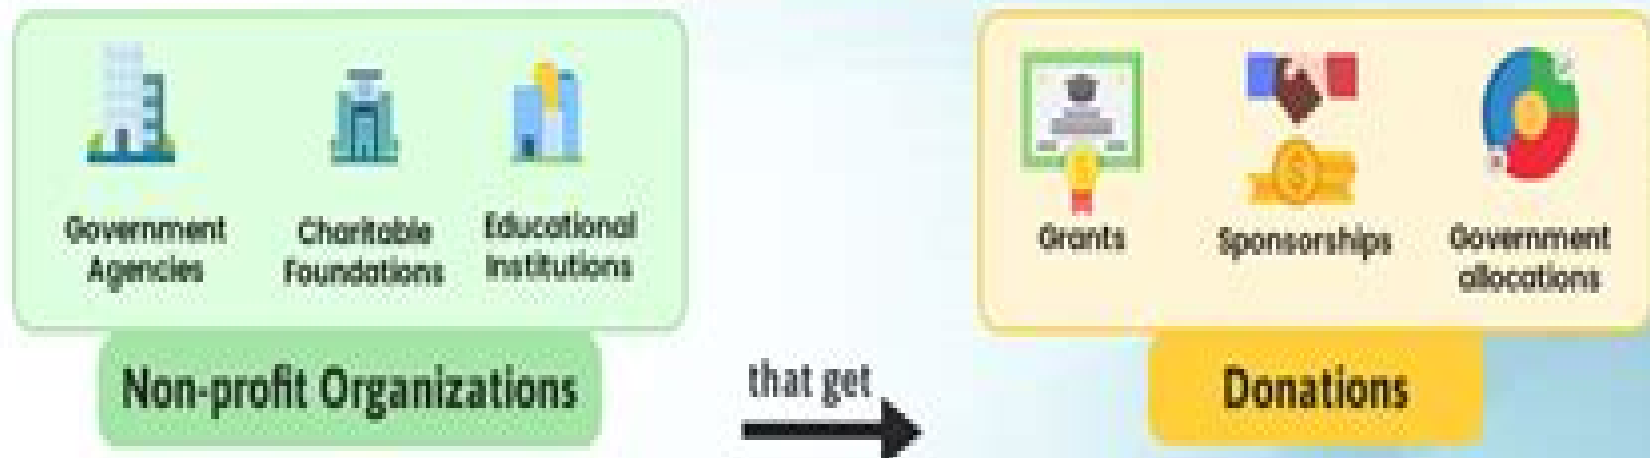 Government
Agencies
Charitable
Foundations
Educational
Institutions
Non-profit Organizations
that get
Grants
Sponsorships
Government
allocations
Donations